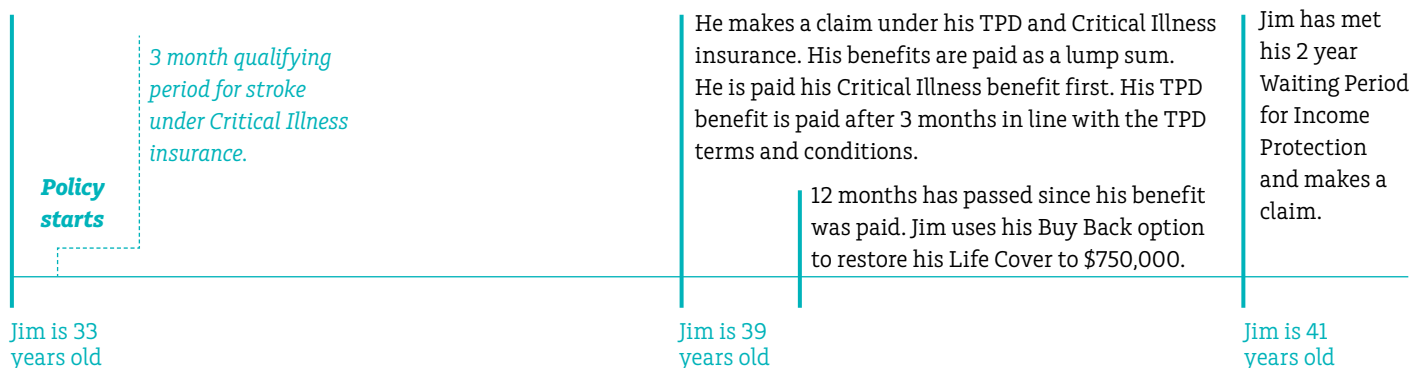 3 month qualifying
period for stroke
under Critical Illness
insurance.
Policy
starts
He makes a claim under his TPD and Critical Illness
insurance. His benefits are paid as a lump sum.
He is paid his Critical Illness benefit first. His TPD
benefit is paid after 3 months in line with the TPD
terms and conditions.
12 months has passed since his benefit
was paid. Jim uses his Buy Back option
to restore his Life Cover to $750,000.
Jim has met
his 2 year
Waiting Period
for Income
Protection
and makes a
claim.
Jim is 33
years old
Jim is 39
years old
Jim is 41
years old